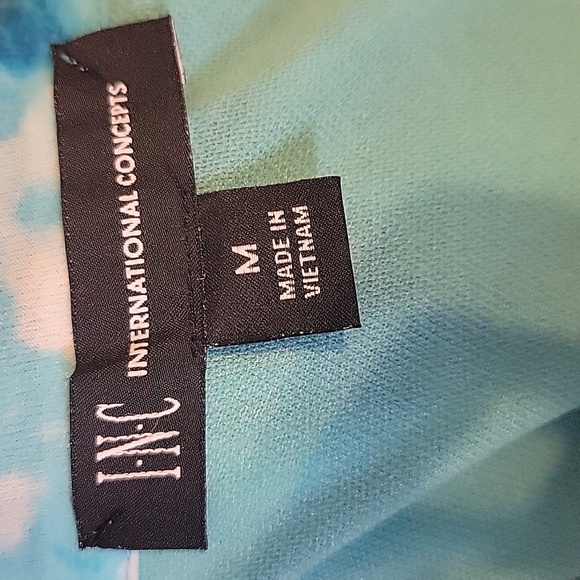 I·N·C INTERNATIONAL CONCEPTS
M
MADE IN
VIETNAM